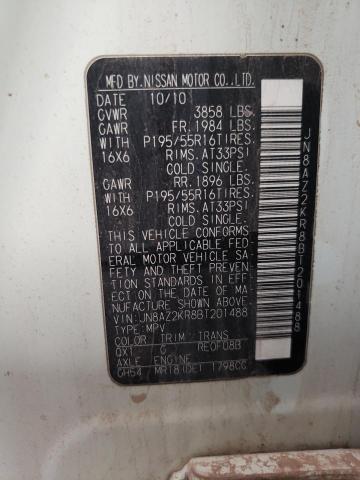 MFD BY.NISSAN MOTOR CO.,LTD.
DATE 10/10
GVWR 3858 LBS.
GAWR FR.1984 LBS.
WITH P195/55R16TIRES.
16X6 RIMS.AT33PSI
COLD SINGLE.
GAWR RR.1896 LBS.
WITH P195/55R16TIRES.
16X6 RIMS.AT33PSI
COLD SINGLE.
THIS VEHICLE CONFORMS
TO ALL APPLICABLE FED-
ERAL MOTOR VEHICLE SA-
FETY AND THEFT PREVEN-
TION STANDARDS IN EFF-
ECT ON THE DATE OF MA-
NUFACTURE SHOWN ABOVE.
VIN:JN8AZ2KR8BT201488
TYPE:MPV
COLOR TRIM TRANS
QX1 G RE0F08B
AXLE ENGINE
GH54 MR18(DE) 1798CC
JN8AZ2KR8BT201488